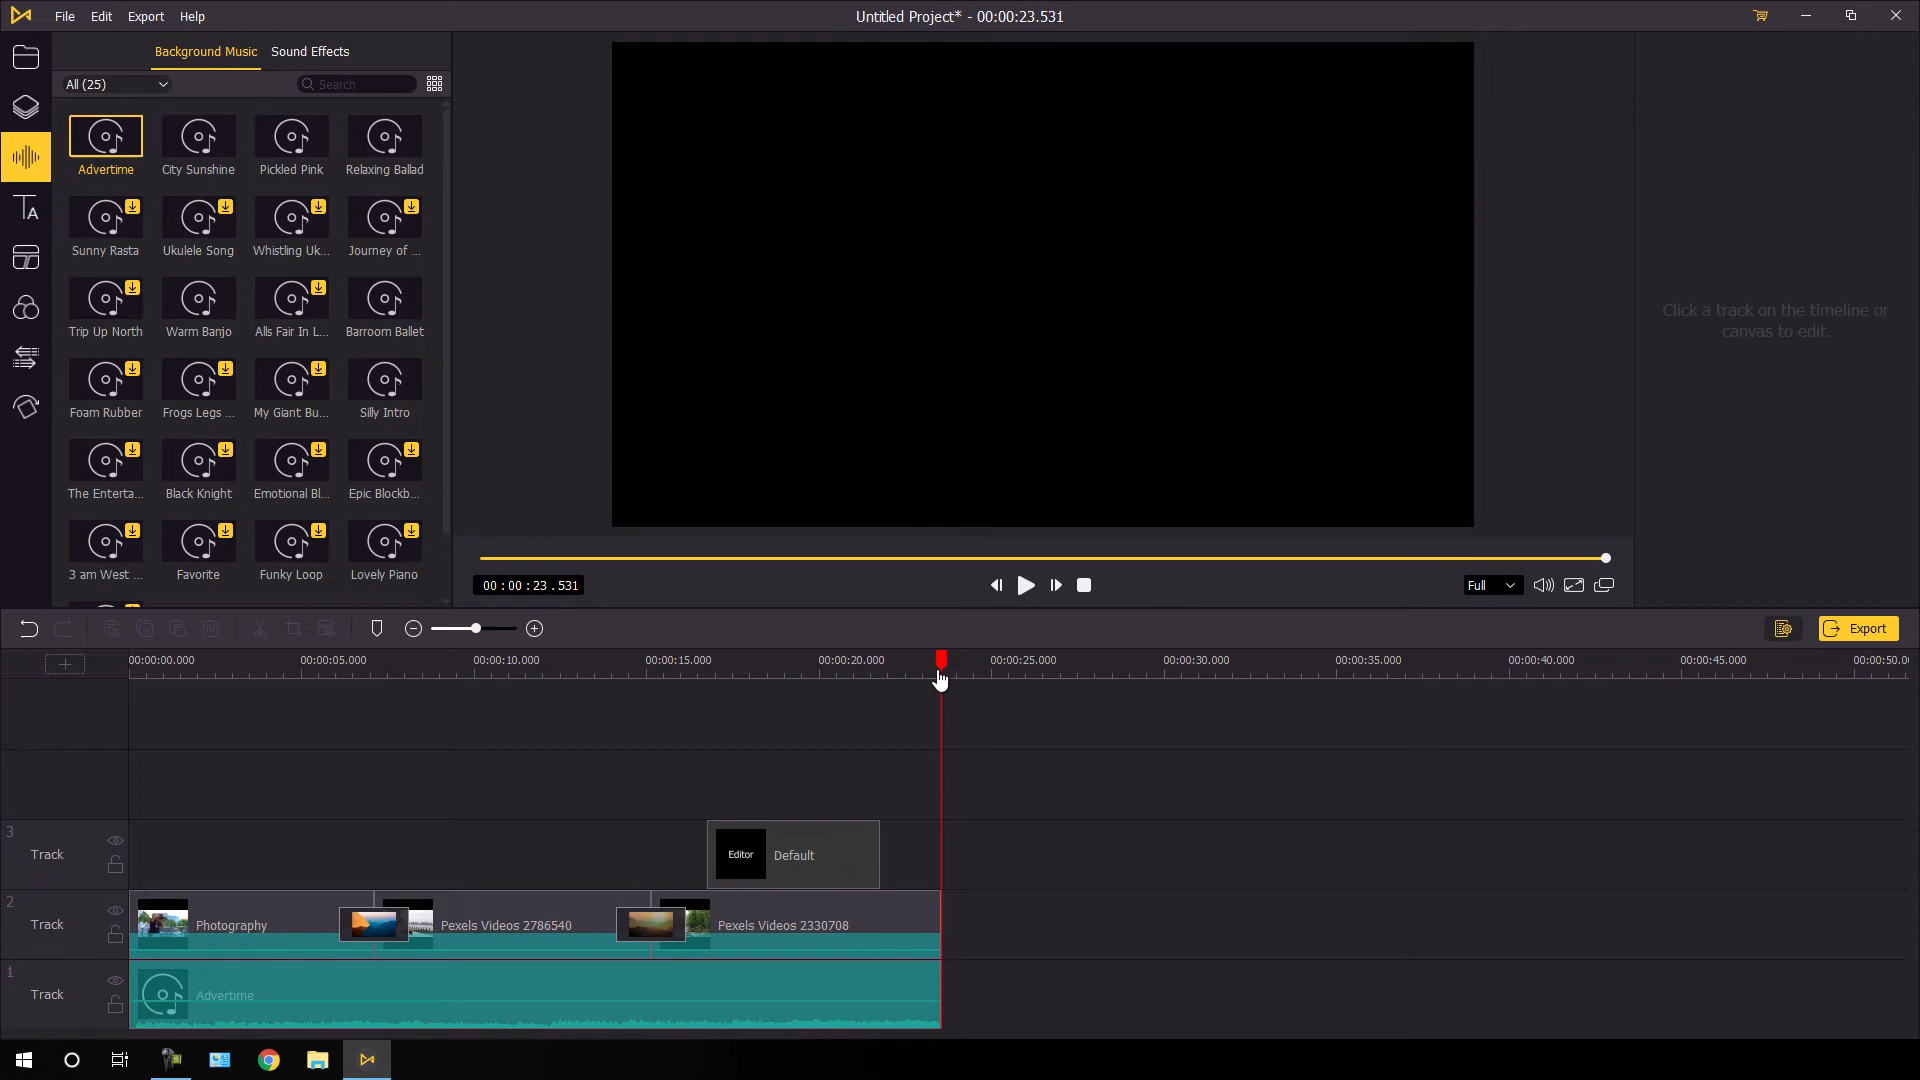 File Edit Export Help
Untitled Project* - 00:00:23.531
Background Music Sound Effects
All (25)
Search
Advertime City Sunshine Pickled Pink Relaxing Ballad
Sunny Rasta Ukulele Song Whistling Uk... Journey of ...
Trip Up North Warm Banjo Alls Fair In L... Barroom Ballet
Foam Rubber Frogs Legs ... My Giant Bu... Silly Intro
The Enterta... Black Knight Emotional Bl... Epic Blockb...
3 am West ... Favorite Funky Loop Lovely Piano
Click a track on the timeline or
canvas to edit.
00 : 00 : 23 . 531
Full
Export
00:00:00.000 00:00:05.000 00:00:10.000 00:00:15.000 00:00:20.000 00:00:25.000 00:00:30.000 00:00:35.000 00:00:40.000 00:00:45.000 00:00:50.0
3
Track
Editor
Default
2
Track
Photography
Pexels Videos 2786540
Pexels Videos 2330708
1
Track
Advertime